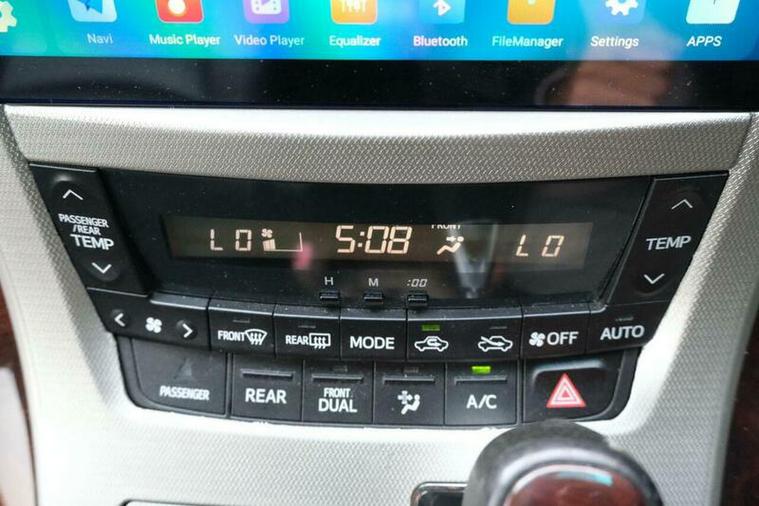 Navi Music Player Video Player Equalizer Bluetooth FileManager Settings APPS
PASSENGER
/REAR
TEMP
LO 5:08 FRONT LO
TEMP
H M :00
FRONT REAR MODE OFF AUTO
PASSENGER REAR FRONT DUAL A/C